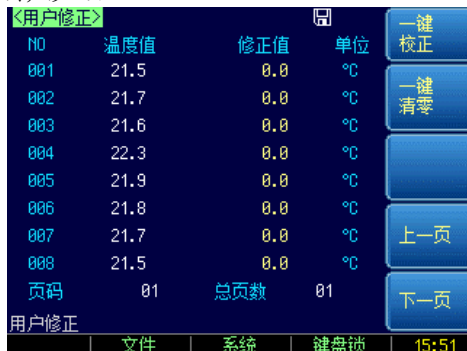 <用户修正>
NO 温度值 修正值 单位
001 21.5 0.0 ℃
002 21.7 0.0 ℃
003 21.6 0.0 ℃
004 22.3 0.0 ℃
005 21.9 0.0 ℃
006 21.8 0.0 ℃
007 21.7 0.0 ℃
008 21.5 0.0 ℃
页码 01 总页数 01
用户修正
一键
校正
一键
清零
上一页
下一页
文件 系统 键盘锁 15:51